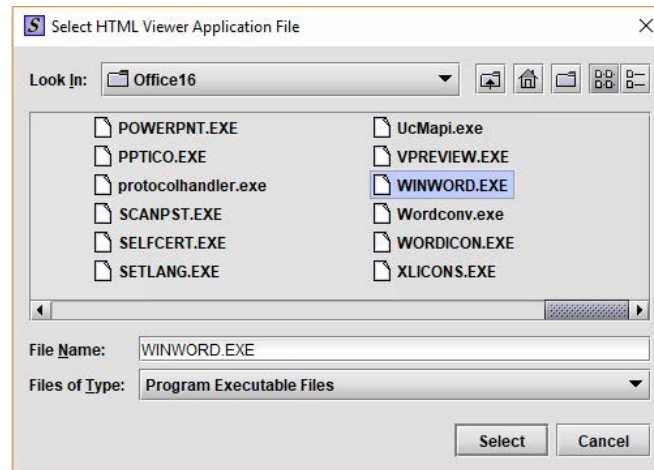 S Select HTML Viewer Application File
Look In: Office16
POWERPNT.EXE UcMapi.exe
PPTICO.EXE VPREVIEW.EXE
protocolhandler.exe WINWORD.EXE
SCANPST.EXE Wordconv.exe
SELFCERT.EXE WORDICON.EXE
SETLANG.EXE XLICONS.EXE
File Name: WINWORD.EXE
Files of Type: Program Executable Files
Select Cancel